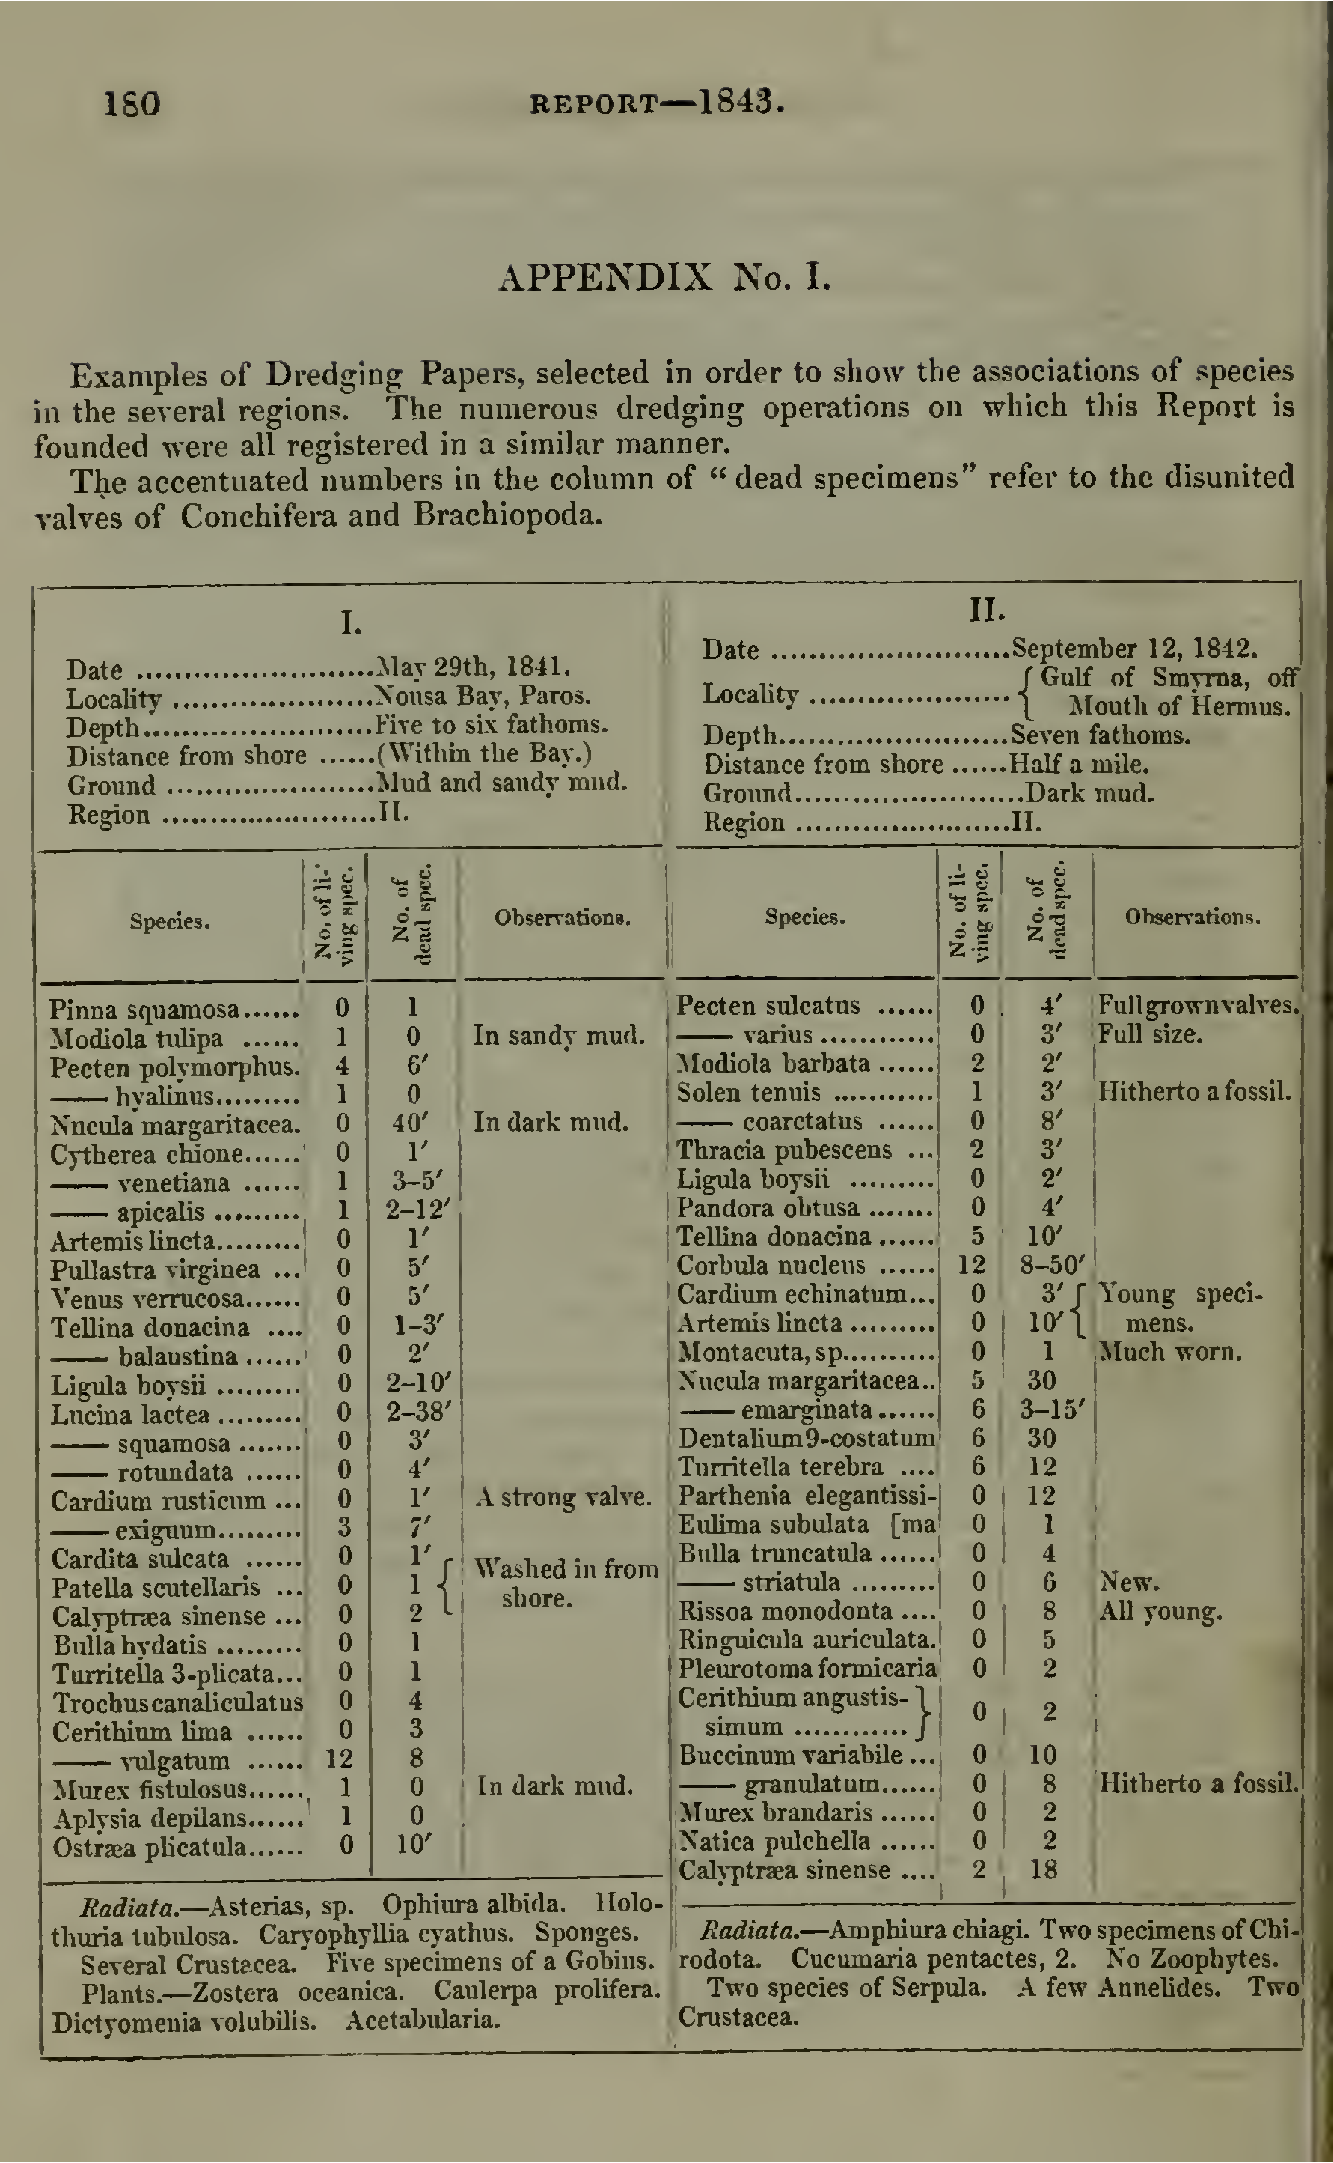 180 REPORT—1843.
APPENDIX No. I.
Examples of Dredging Papers, selected in order to show the associations of species
in the several regions. The numerous dredging operations on which this Report is
founded were all registered in a similar manner.
The accentuated numbers in the column of “dead specimens” refer to the disunited
valves of Conchifera and Brachiopoda.
I.
Date ........................May 29th, 1841.
Locality .....................Nousa Bay, Paros.
Depth........................Five to six fathoms.
Distance from shore ......(Within the Bay.)
Ground .....................Mud and sandy mud.
Region ......................II.
Species. No. of li-ving spec. No. of dead spec. Observations.
Pinna squamosa...... 0 1
Modiola tulipa ...... 1 0 In sandy mud.
Pecten polymorphus. 4 6′
—— hyalinus......... 1 0
Nucula margaritacea. 0 40′ In dark mud.
Cytherea chione...... 0 1′
—— venetiana ...... 1 3–5′
—— apicalis ......... 1 2–12′
Artemis lincta......... 0 1′
Pullastra virginea ... 0 5′
Venus verrucosa...... 0 5′
Tellina donacina .... 0 1–3′
—— balaustina ...... 0 2′
Ligula boysii ......... 0 2–10′
Lucina lactea ......... 0 2–38′
—— squamosa ....... 0 3′
—— rotundata ...... 0 4′
Cardium rusticum ... 0 1′ A strong valve.
—— exiguum......... 3 7′
Cardita sulcata ...... 0 1′ { Washed in from
Patella scutellaris ... 0 1 shore.
Calyptræa sinense ... 0 2
Bulla hydatis ......... 0 1
Turritella 3-plicata... 0 1
Trochus canaliculatus 0 4
Cerithium lima ...... 0 3
—— vulgatum ...... 12 8
Murex fistulosus...... 1 0 In dark mud.
Aplysia depilans...... 1 0
Ostræa plicatula...... 0 10′
Radiata.—Asterias, sp. Ophiura albida. Holo-
thuria tubulosa. Caryophyllia cyathus. Sponges.
Several Crustacea. Five specimens of a Gobius.
Plants.—Zostera oceanica. Caulerpa prolifera.
Dictyomenia volubilis. Acetabularia.
II.
Date .........................September 12, 1842.
Locality ..................... { Gulf of Smyrna, off
Mouth of Hermus.
Depth........................Seven fathoms.
Distance from shore ......Half a mile.
Ground........................Dark mud.
Region .......................II.
Species. No. of li-ving spec. No. of dead spec. Observations.
Pecten sulcatus ...... 0 4′ Full grown valves.
—— varius ............ 0 3′ Full size.
Modiola barbata ...... 2 2′
Solen tenuis ........... 1 3′ Hitherto a fossil.
—— coarctatus ...... 0 8′
Thracia pubescens ... 2 3′
Ligula boysii ......... 0 2′
Pandora obtusa ....... 0 4′
Tellina donacina ...... 5 10′
Corbula nucleus ...... 12 8–50′
Cardium echinatum... 0 3′ { Young speci-
Artemis lincta ......... 0 10′ mens.
Montacuta, sp.......... 0 1 Much worn.
Nucula margaritacea.. 5 30
—— emarginata ...... 6 3–15′
Dentalium 9-costatum 6 30
Turritella terebra .... 6 12
Parthenia elegantissi- 0 12
Eulima subulata [ma 0 1
Bulla truncatula ...... 0 4
—— striatula ......... 0 6 New.
Rissoa monodonta .... 0 8 All young.
Ringuicula auriculata. 0 5
Pleurotoma formicaria 0 2
Cerithium angustis- }
simum ............ 0 2
Buccinum variabile ... 0 10
—— granulatum...... 0 8 Hitherto a fossil.
Murex brandaris ...... 0 2
Natica pulchella ...... 0 2
Calyptræa sinense .... 2 18
Radiata.—Amphiura chiagi. Two specimens of Chi-
rodota. Cucumaria pentactes, 2. No Zoophytes.
Two species of Serpula. A few Annelides. Two
Crustacea.